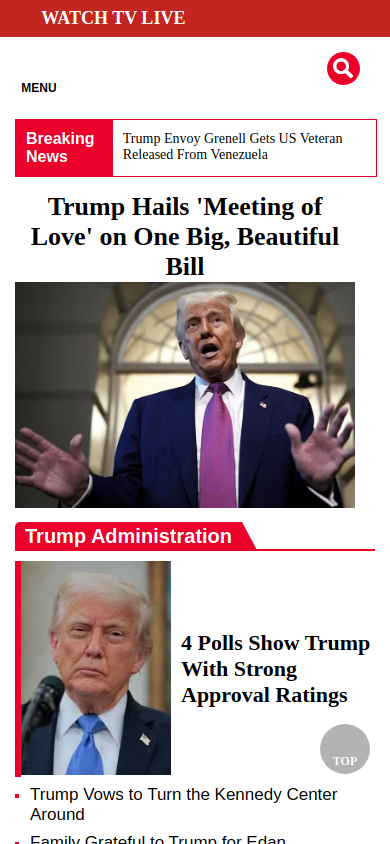 WATCH TV LIVE
MENU
Breaking
News
Trump Envoy Grenell Gets US Veteran
Released From Venezuela
Trump Hails 'Meeting of
Love' on One Big, Beautiful
Bill
Trump Administration
4 Polls Show Trump
With Strong
Approval Ratings
TOP
Trump Vows to Turn the Kennedy Center
Around
Family Grateful to Trump for Edan